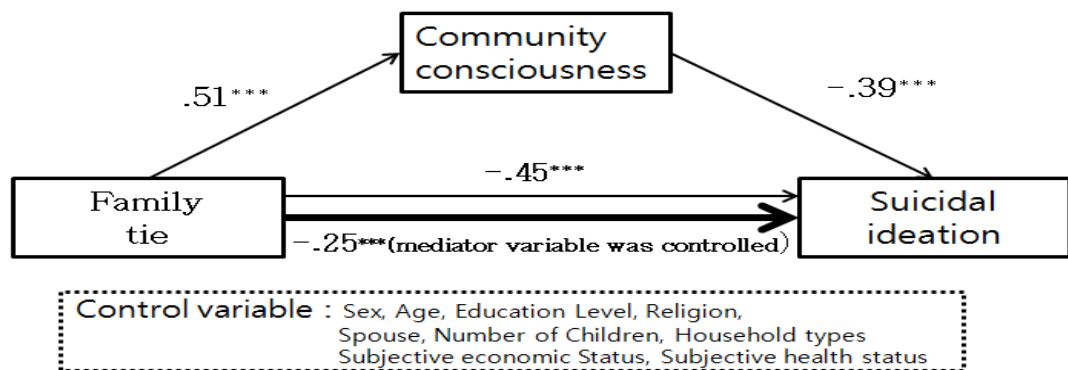 Community
consciousness
.51***
-.39***
-.45***
Family
tie
Suicidal
ideation
-.25***(mediator variable was controlled)
Control variable : Sex, Age, Education Level, Religion,
Spouse, Number of Children, Household types
Subjective economic Status, Subjective health status